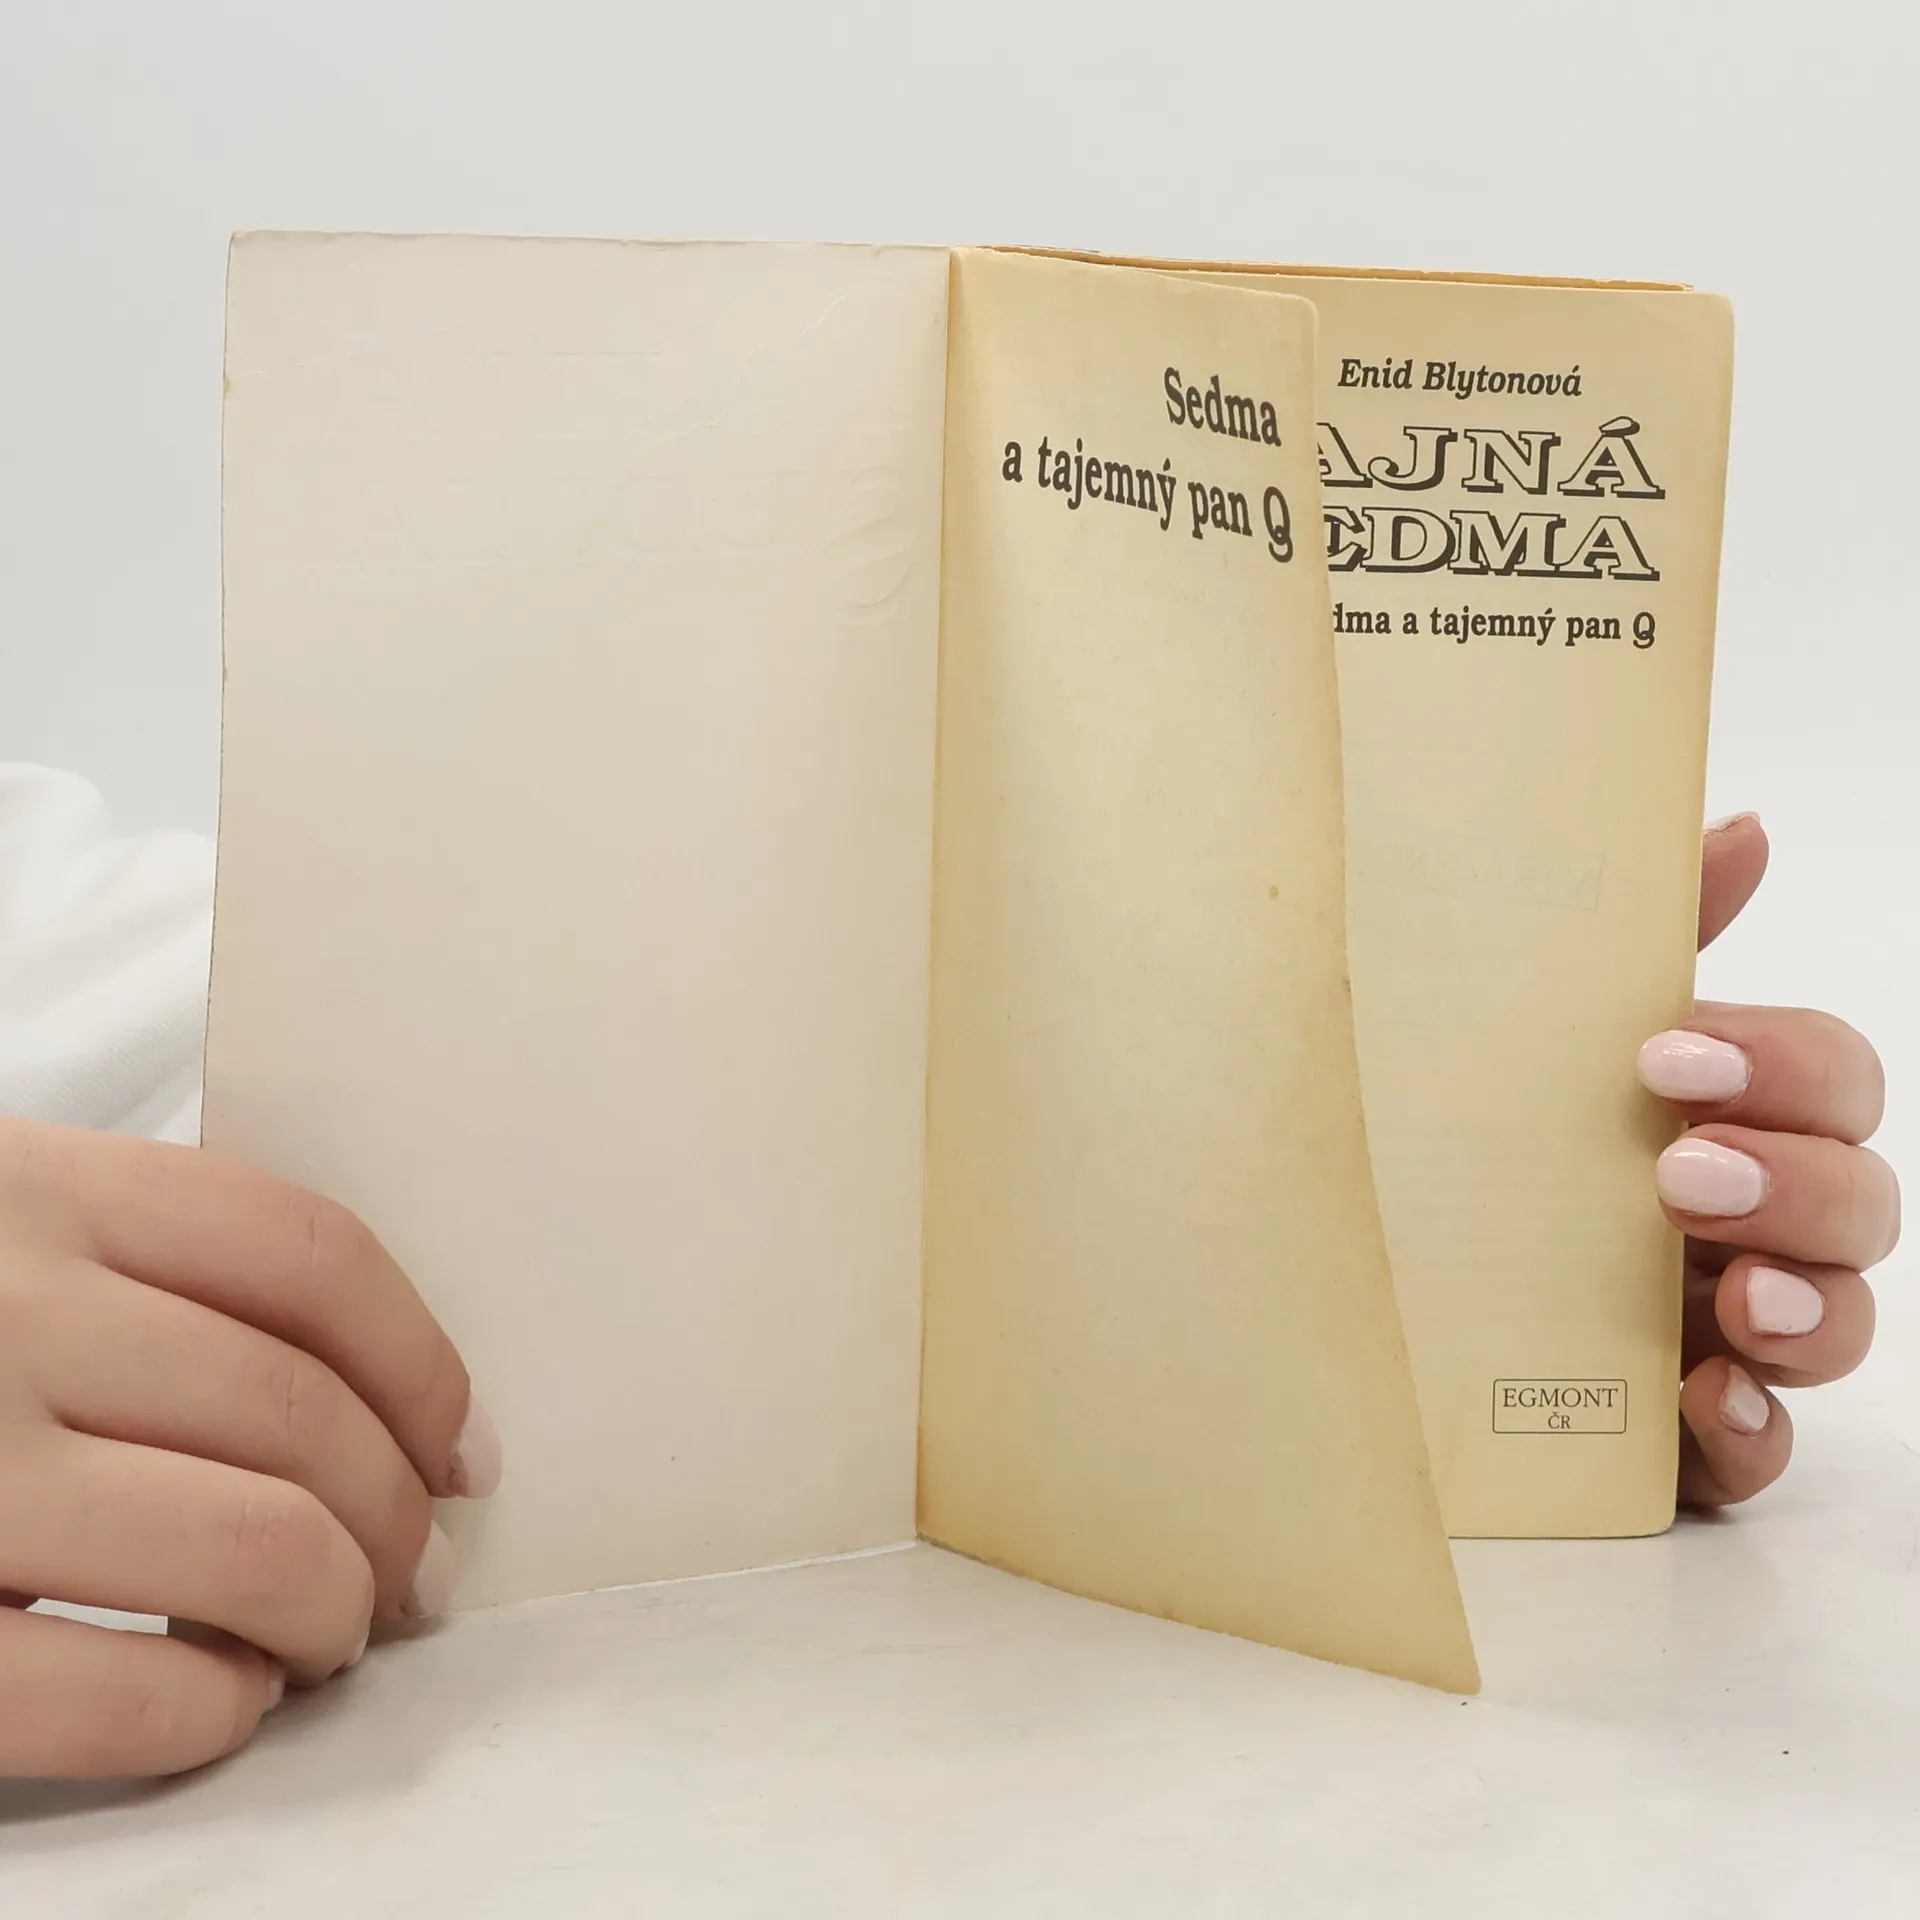 Sedma
a tajemný pan Q
Enid Blytonová
AJNÁ
EDMA
dma a tajemný pan Q
EGMONT
ČR